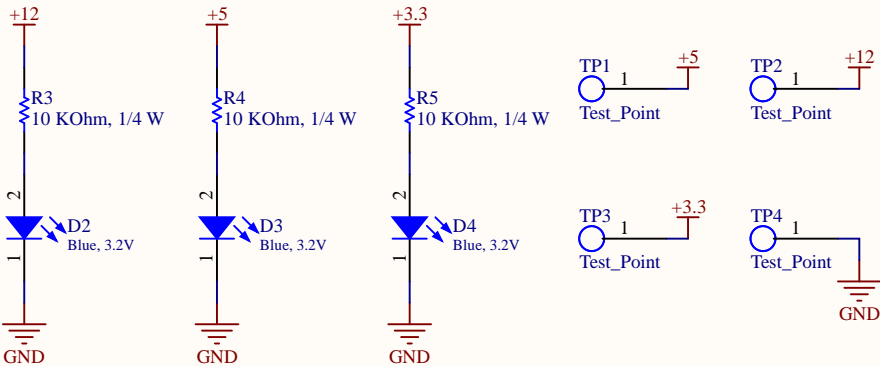 +12
+5
+3.3
R3
10 KOhm, 1/4 W
R4
10 KOhm, 1/4 W
R5
10 KOhm, 1/4 W
2
2
2
D2
Blue, 3.2V
D3
Blue, 3.2V
D4
Blue, 3.2V
1
1
1
GND
GND
GND
TP1
1
+5
Test_Point
TP2
1
+12
Test_Point
TP3
1
+3.3
Test_Point
TP4
1
Test_Point
GND